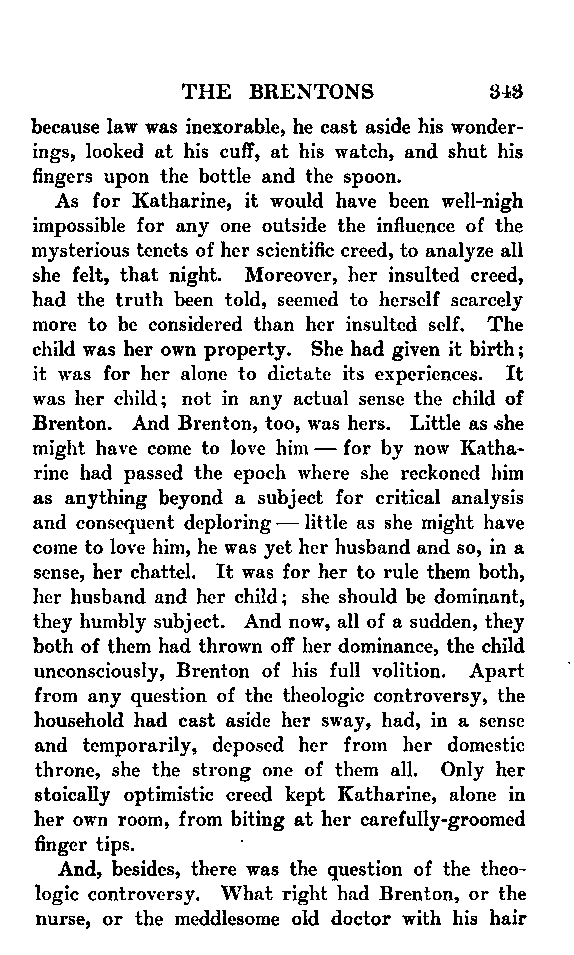 THE BRENTONS 343
because law was inexorable, he cast aside his wonder-
ings, looked at his cuff, at his watch, and shut his
fingers upon the bottle and the spoon.
As for Katharine, it would have been well-nigh
impossible for any one outside the influence of the
mysterious tenets of her scientific creed, to analyze all
she felt, that night. Moreover, her insulted creed,
had the truth been told, seemed to herself scarcely
more to be considered than her insulted self. The
child was her own property. She had given it birth;
it was for her alone to dictate its experiences. It
was her child; not in any actual sense the child of
Brenton. And Brenton, too, was hers. Little as she
might have come to love him — for by now Katha-
rine had passed the epoch where she reckoned him
as anything beyond a subject for critical analysis
and consequent deploring — little as she might have
come to love him, he was yet her husband and so, in a
sense, her chattel. It was for her to rule them both,
her husband and her child; she should be dominant,
they humbly subject. And now, all of a sudden, they
both of them had thrown off her dominance, the child
unconsciously, Brenton of his full volition. Apart
from any question of the theologic controversy, the
household had cast aside her sway, had, in a sense
and temporarily, deposed her from her domestic
throne, she the strong one of them all. Only her
stoically optimistic creed kept Katharine, alone in
her own room, from biting at her carefully-groomed
finger tips.
And, besides, there was the question of the theo-
logic controversy. What right had Brenton, or the
nurse, or the meddlesome old doctor with his hair